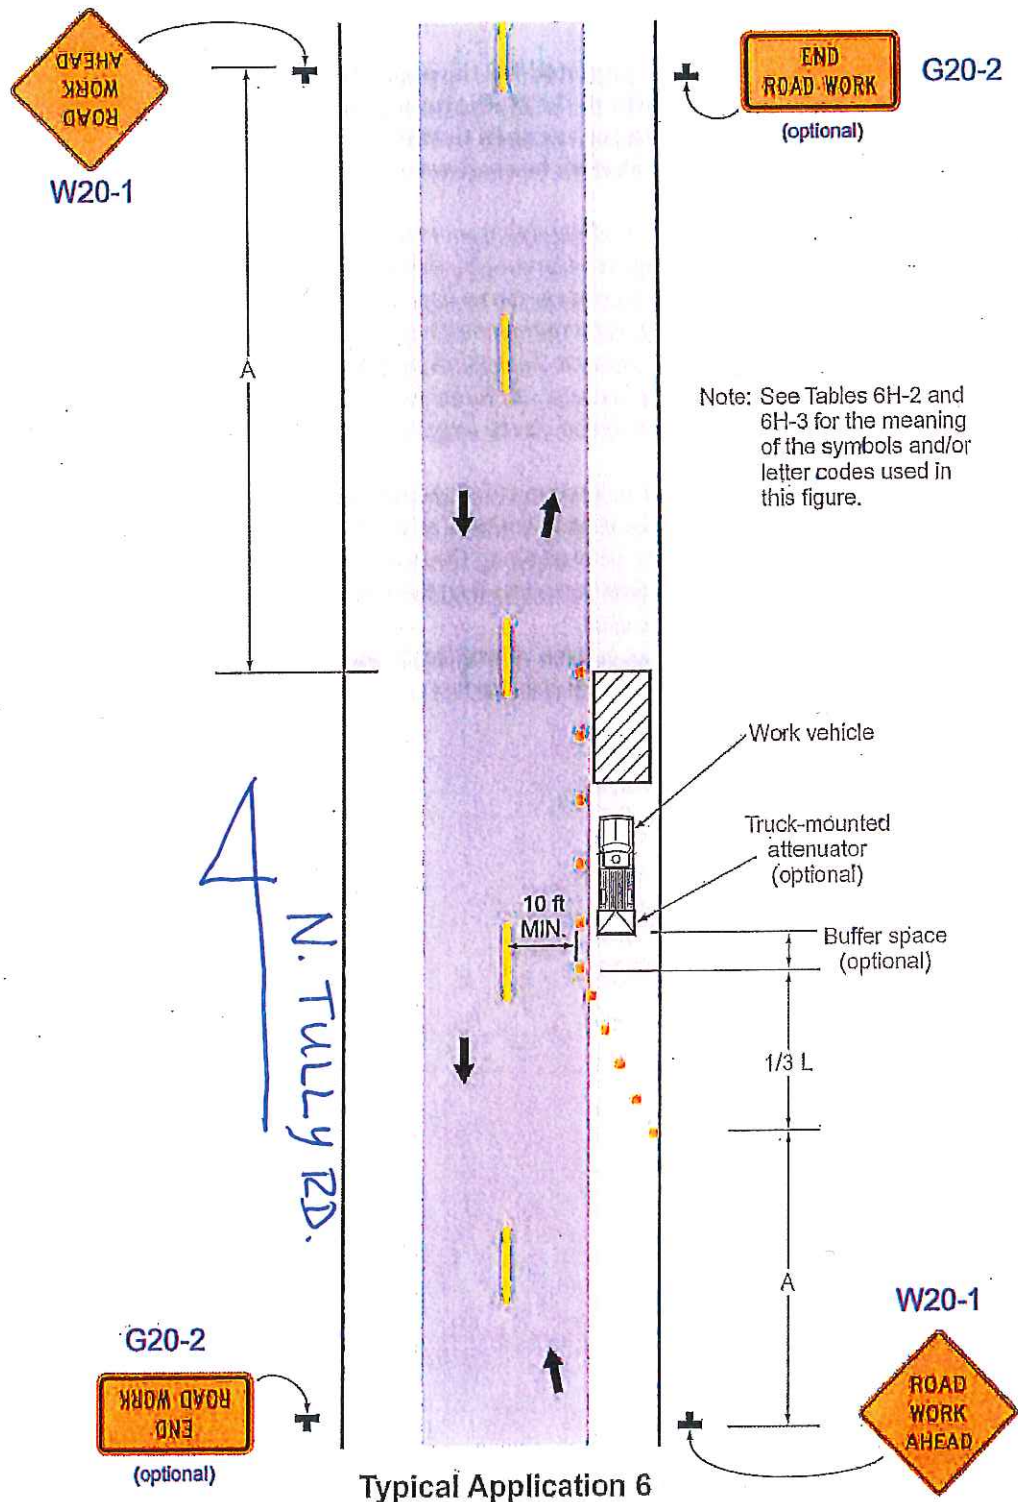 ROAD
WORK
AHEAD
W20-1
END
ROAD WORK
(optional)
G20-2
A
Note: See Tables 6H-2 and
6H-3 for the meaning
of the symbols and/or
letter codes used in
this figure.
Work vehicle
Truck-mounted
attenuator
(optional)
10 ft
MIN.
Buffer space
(optional)
N. TULLY RD.
1/3 L
A
G20-2
END
ROAD WORK
(optional)
W20-1
ROAD
WORK
AHEAD
Typical Application 6